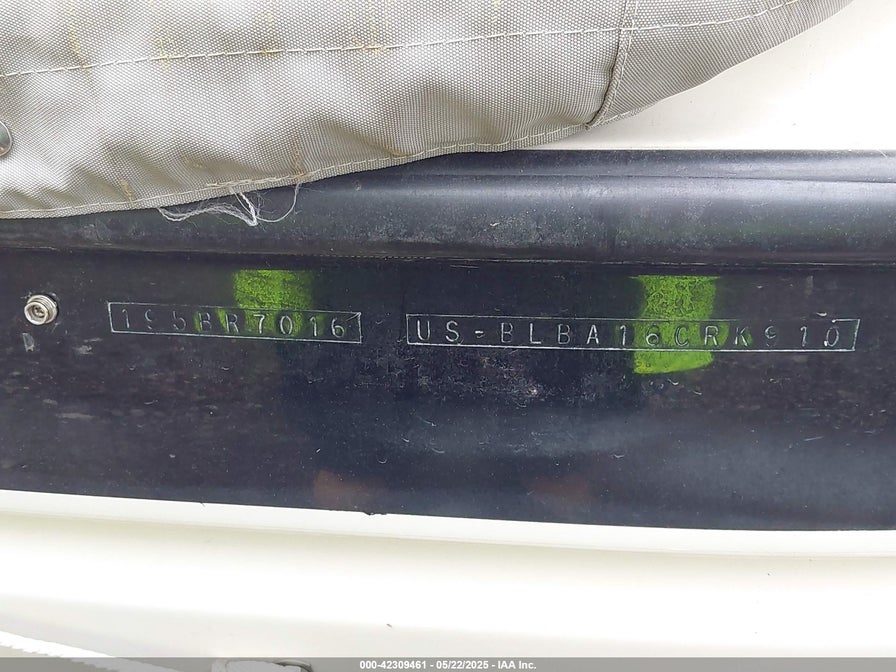 195BR7016 US-BLBA16CRK910
000-42309461 - 05/22/2025 - IAA Inc.